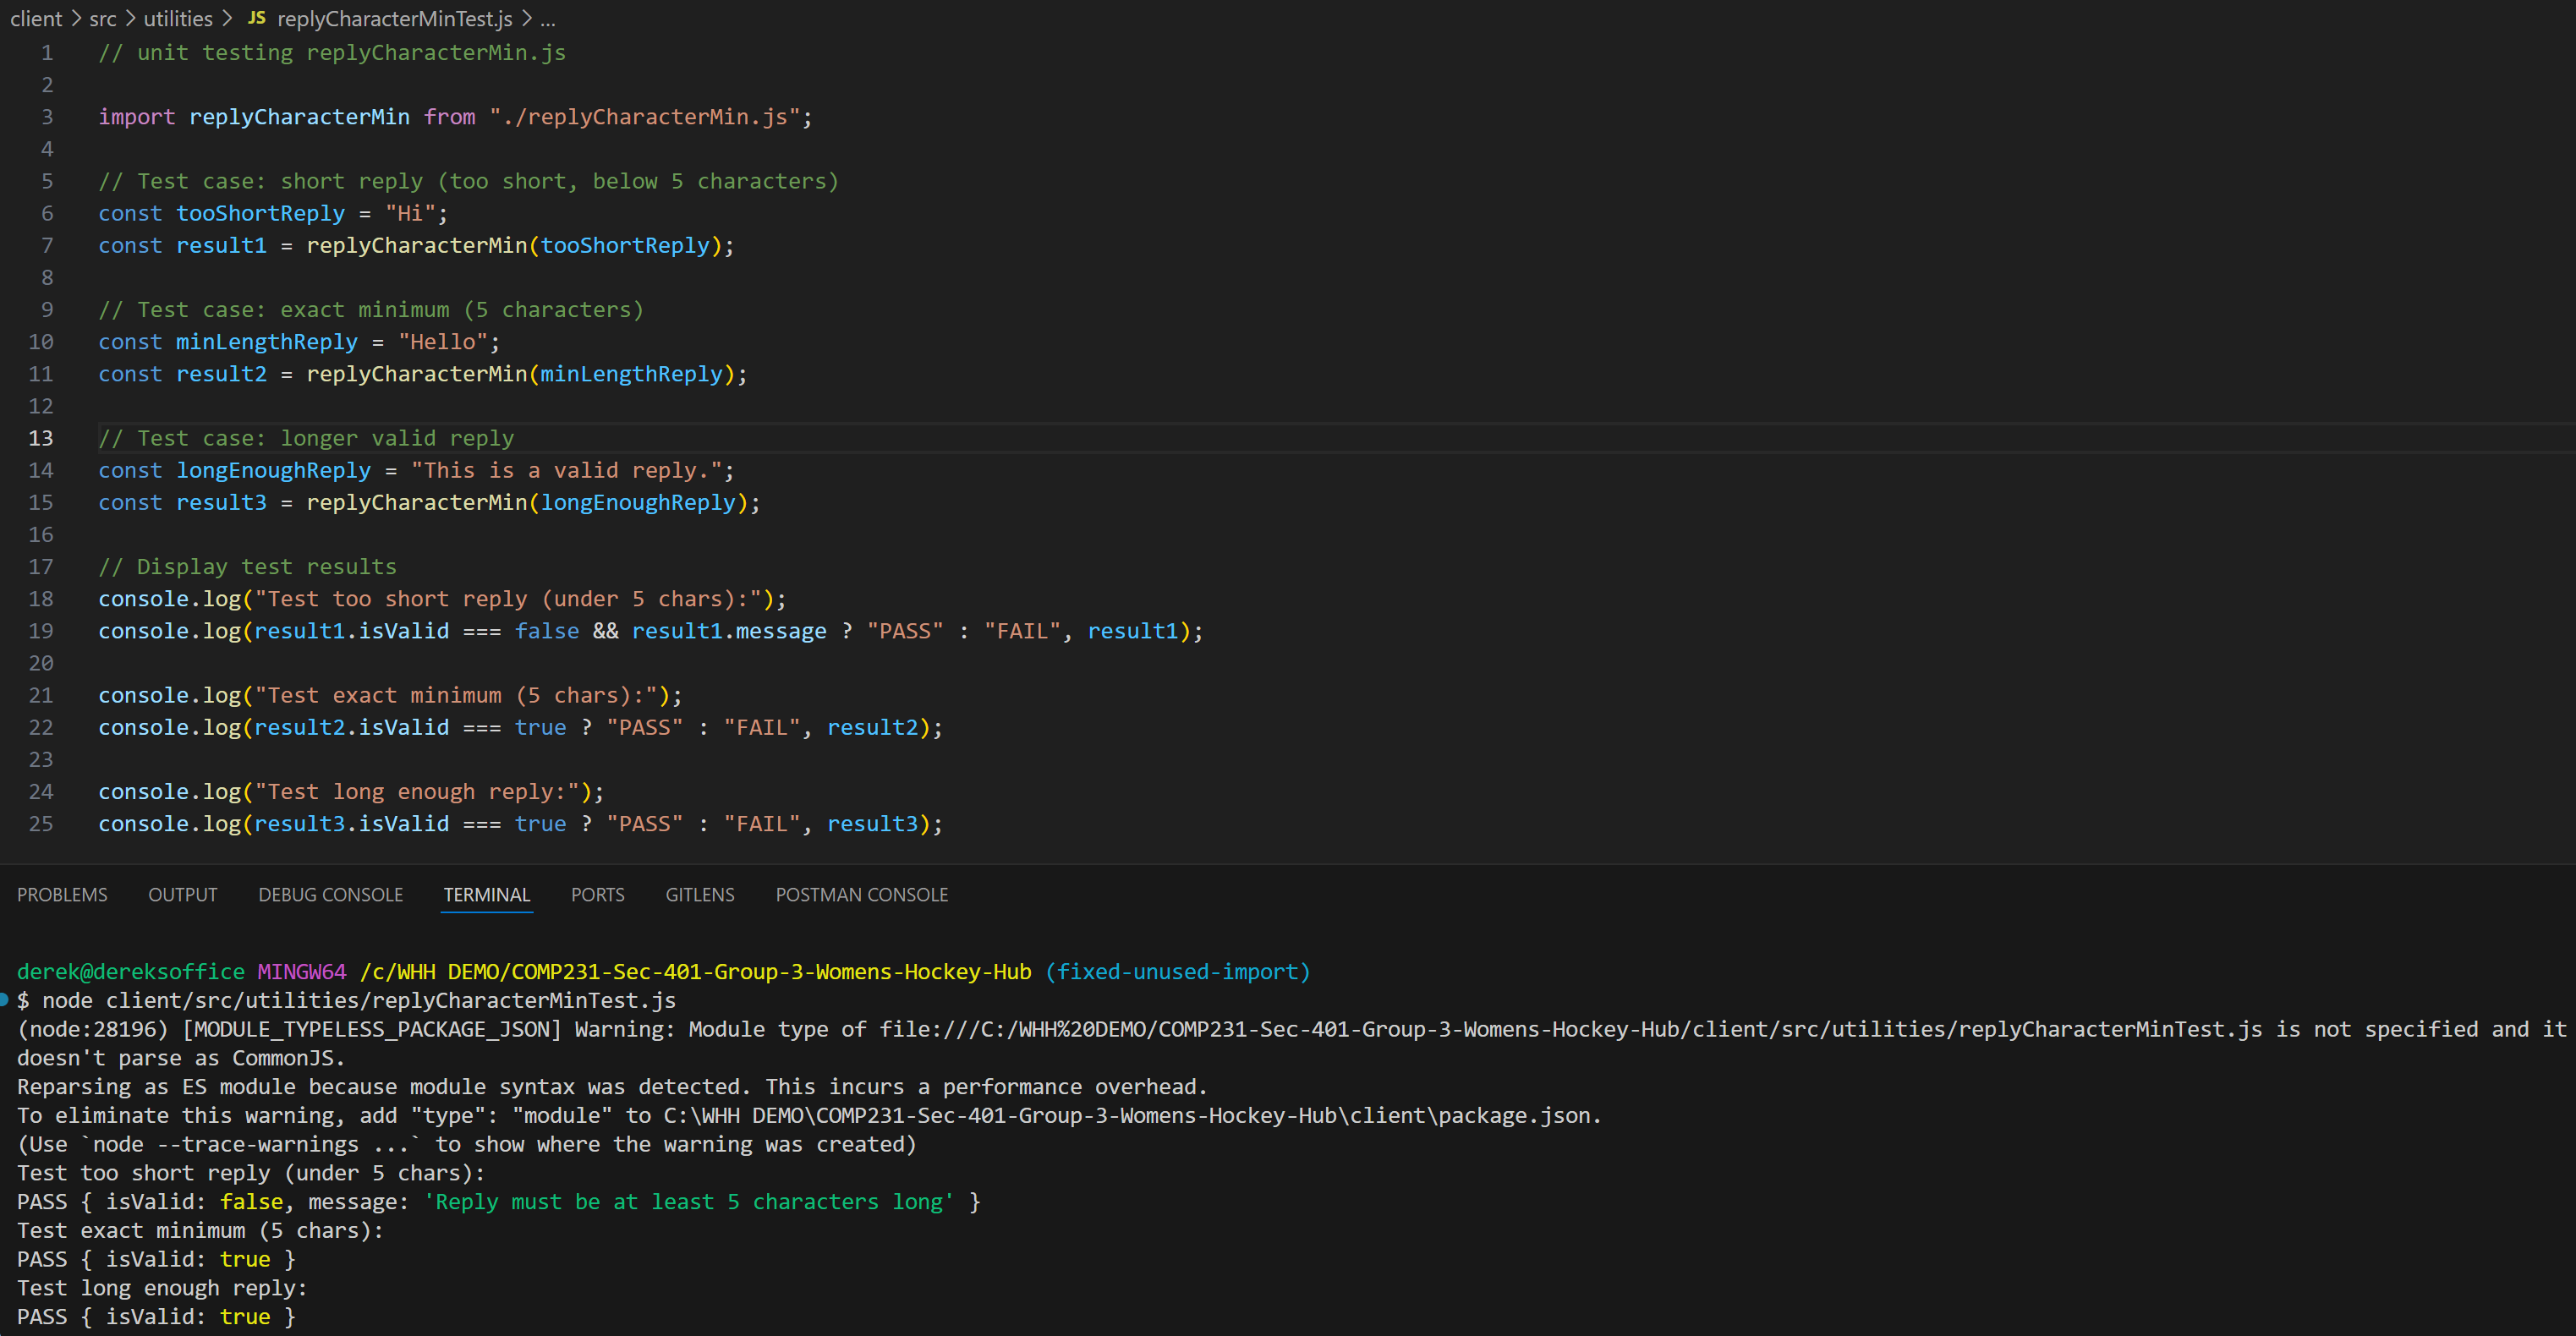 client > src > utilities > JS replyCharacterMinTest.js > ...
1 // unit testing replyCharacterMin.js
2
3 import replyCharacterMin from "./replyCharacterMin.js";
4
5 // Test case: short reply (too short, below 5 characters)
6 const tooShortReply = "Hi";
7 const result1 = replyCharacterMin(tooShortReply);
8
9 // Test case: exact minimum (5 characters)
10 const minLengthReply = "Hello";
11 const result2 = replyCharacterMin(minLengthReply);
12
13 // Test case: longer valid reply
14 const longEnoughReply = "This is a valid reply.";
15 const result3 = replyCharacterMin(longEnoughReply);
16
17 // Display test results
18 console.log("Test too short reply (under 5 chars):");
19 console.log(result1.isValid === false && result1.message ? "PASS" : "FAIL", result1);
20
21 console.log("Test exact minimum (5 chars):");
22 console.log(result2.isValid === true ? "PASS" : "FAIL", result2);
23
24 console.log("Test long enough reply:");
25 console.log(result3.isValid === true ? "PASS" : "FAIL", result3);
PROBLEMS OUTPUT DEBUG CONSOLE TERMINAL PORTS GITLENS POSTMAN CONSOLE
derek@dereksoffice MINGW64 /c/WHH DEMO/COMP231-Sec-401-Group-3-Womens-Hockey-Hub (fixed-unused-import)
$ node client/src/utilities/replyCharacterMinTest.js
(node:28196) [MODULE_TYPELESS_PACKAGE_JSON] Warning: Module type of file:///C:/WHH%20DEMO/COMP231-Sec-401-Group-3-Womens-Hockey-Hub/client/src/utilities/replyCharacterMinTest.js is not specified and it
doesn't parse as CommonJS.
Reparsing as ES module because module syntax was detected. This incurs a performance overhead.
To eliminate this warning, add "type": "module" to C:\WHH DEMO\COMP231-Sec-401-Group-3-Womens-Hockey-Hub\client\package.json.
(Use `node --trace-warnings ...` to show where the warning was created)
Test too short reply (under 5 chars):
PASS { isValid: false, message: 'Reply must be at least 5 characters long' }
Test exact minimum (5 chars):
PASS { isValid: true }
Test long enough reply:
PASS { isValid: true }